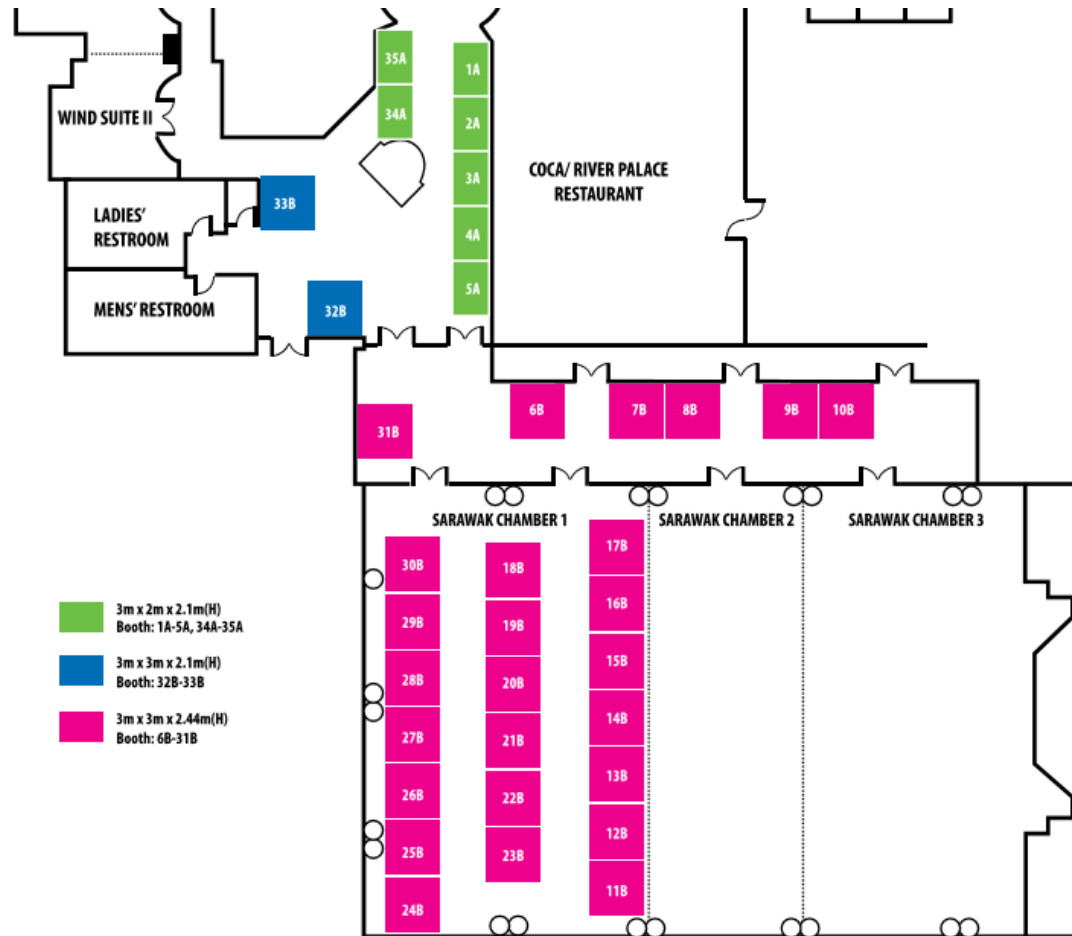 35A
1A
34A
2A
WIND SUITE II
COCA/ RIVER PALACE
RESTAURANT
3A
33B
LADIES'
RESTROOM
4A
5A
MENS' RESTROOM
32B
6B
7B
8B
9B
10B
31B
SARAWAK CHAMBER 1
SARAWAK CHAMBER 2
SARAWAK CHAMBER 3
30B
18B
17B
29B
19B
16B
28B
20B
15B
27B
21B
14B
26B
22B
13B
25B
23B
12B
24B
11B
3m x 2m x 2.1m(H)
Booth: 1A-5A, 34A-35A
3m x 3m x 2.1m(H)
Booth: 32B-33B
3m x 3m x 2.44m(H)
Booth: 6B-31B